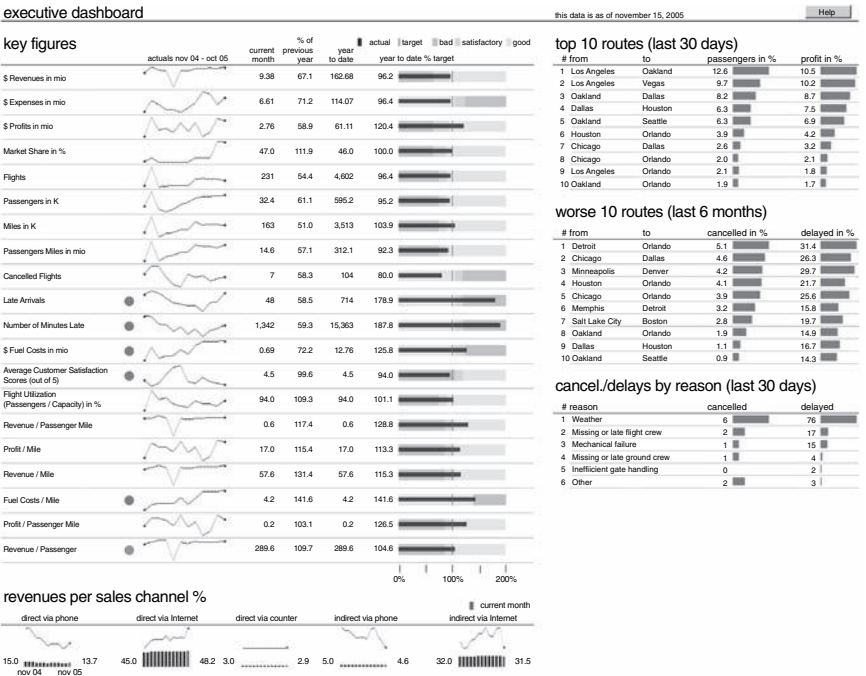 executive dashboard
this data is as of november 15, 2005
Help
key figures
actuals nov 04 - oct 05
current month
% of previous year
year to date
actual target bad satisfactory good
year to date % target
$ Revenues in mio 9.38 67.1 162.68 96.2
$ Expenses in mio 6.61 71.2 114.07 96.4
$ Profits in mio 2.76 58.9 61.11 120.4
Market Share in % 47.0 111.9 46.0 100.0
Flights 231 54.4 4,602 96.4
Passengers in K 32.4 61.1 595.2 95.2
Miles in K 163 51.0 3,513 103.9
Passengers Miles in mio 14.6 57.1 312.1 92.3
Cancelled Flights 7 58.3 104 80.0
Late Arrivals 48 58.5 714 178.9
Number of Minutes Late 1,342 59.3 15,363 187.8
$ Fuel Costs in mio 0.69 72.2 12.76 125.8
Average Customer Satisfaction
Scores (out of 5) 4.5 99.6 4.5 94.0
Flight Utilization
(Passengers / Capacity) in % 94.0 109.3 94.0 101.1
Revenue / Passenger Mile 0.6 117.4 0.6 128.8
Profit / Mile 17.0 115.4 17.0 113.3
Revenue / Mile 57.6 131.4 57.6 115.3
Fuel Costs / Mile 4.2 141.6 4.2 141.6
Profit / Passenger Mile 0.2 103.1 0.2 126.5
Revenue / Passenger 289.6 109.7 289.6 104.6
0% 100% 200%
revenues per sales channel %
current month
direct via phone direct via Internet direct via counter indirect via phone indirect via Internet
15.0 13.7 45.0 48.2 3.0 2.9 5.0 4.6 32.0 31.5
nov 04 nov 05
top 10 routes (last 30 days)
# from to passengers in % profit in %
1 Los Angeles Oakland 12.6 10.5
2 Los Angeles Vegas 9.7 10.2
3 Oakland Dallas 8.2 8.7
4 Dallas Houston 6.3 7.5
5 Oakland Seattle 6.3 6.9
6 Houston Orlando 3.9 4.2
7 Chicago Dallas 2.6 3.2
8 Chicago Orlando 2.0 2.1
9 Los Angeles Orlando 2.1 1.8
10 Oakland Orlando 1.9 1.7
worse 10 routes (last 6 months)
# from to cancelled in % delayed in %
1 Detroit Orlando 5.1 31.4
2 Chicago Dallas 4.6 26.3
3 Minneapolis Denver 4.2 29.7
4 Houston Orlando 4.1 21.7
5 Chicago Orlando 3.9 25.6
6 Memphis Detroit 3.2 15.8
7 Salt Lake City Boston 2.8 19.7
8 Oakland Orlando 1.9 14.9
9 Dallas Houston 1.1 16.7
10 Oakland Seattle 0.9 14.3
cancel./delays by reason (last 30 days)
# reason cancelled delayed
1 Weather 6 76
2 Missing or late flight crew 2 17
3 Mechanical failure 1 15
4 Missing or late ground crew 1 4
5 Ineffiicient gate handling 0 2
6 Other 2 3